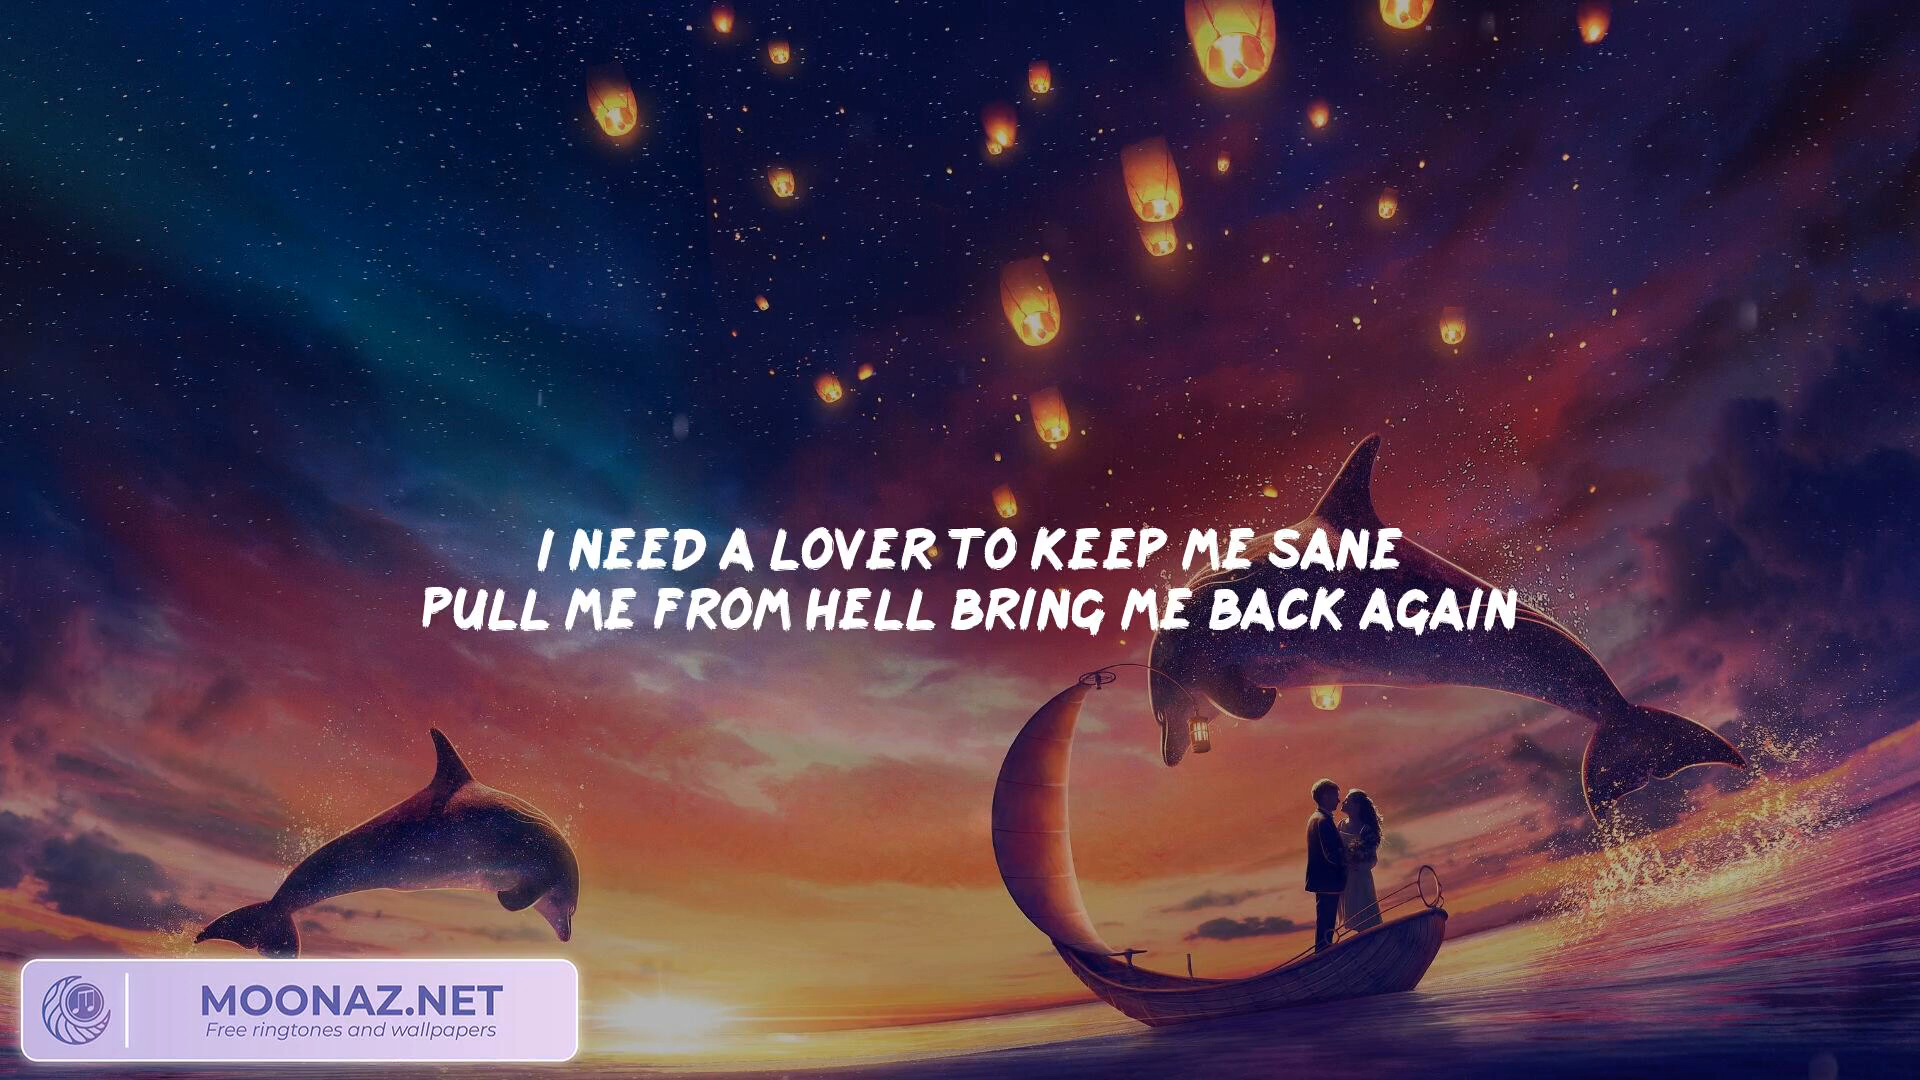 I NEED A LOVER TO KEEP ME SANE
PULL ME FROM HELL BRING ME BACK AGAIN
MOONAZ.NET
Free ringtones and wallpapers